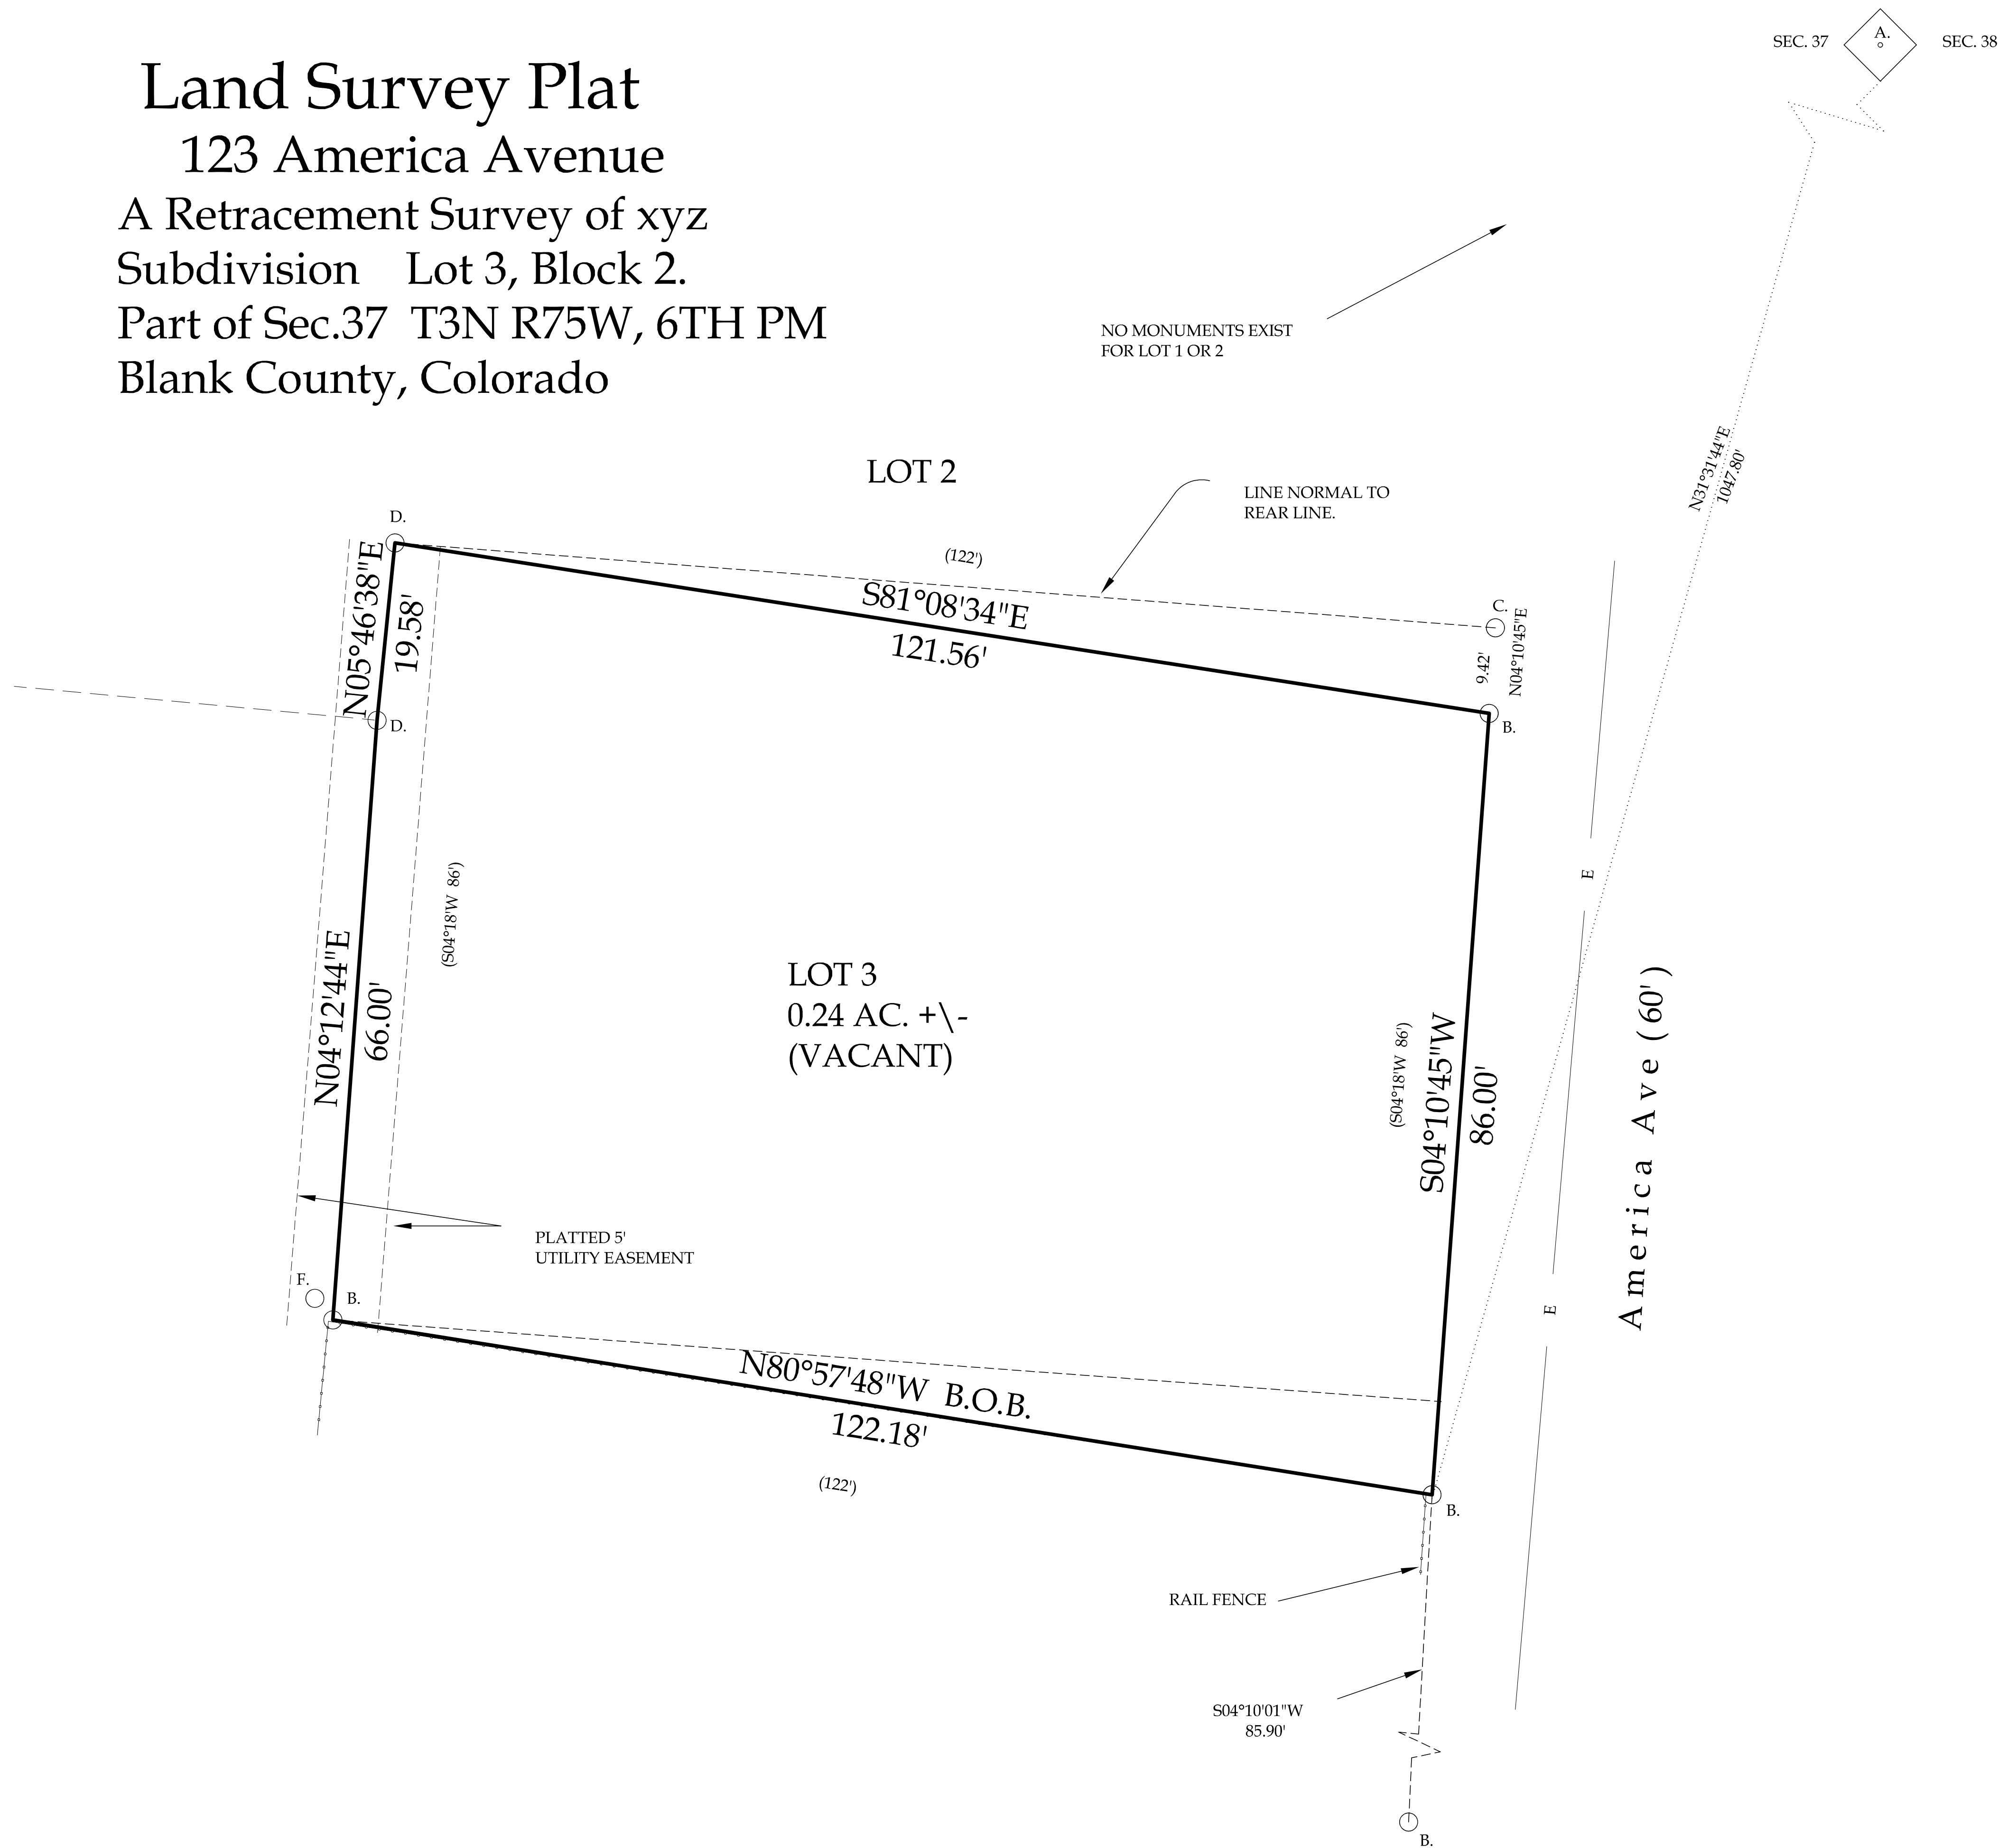 Land Survey Plat
123 America Avenue
A Retracement Survey of xyz
Subdivision Lot 3, Block 2.
Part of Sec.37 T3N R75W, 6TH PM
Blank County, Colorado
SEC. 37
A.
SEC. 38
NO MONUMENTS EXIST
FOR LOT 1 OR 2
N31°31'44"E
1047.80'
LOT 2
LINE NORMAL TO
REAR LINE.
D.
(122')
S81°08'34"E
121.56'
C.
9.42'
N04°10'45"E
B.
N05°46'38"E
19.58'
D.
(S04°18'W 86')
N04°12'44"E
66.00'
LOT 3
0.24 AC. +\-
(VACANT)
(S04°18'W 86')
S04°10'45"W
86.00'
E
E
America Ave (60')
PLATTED 5'
UTILITY EASEMENT
F.
B.
N80°57'48"W B.O.B.
122.18'
(122')
B.
RAIL FENCE
S04°10'01"W
85.90'
B.